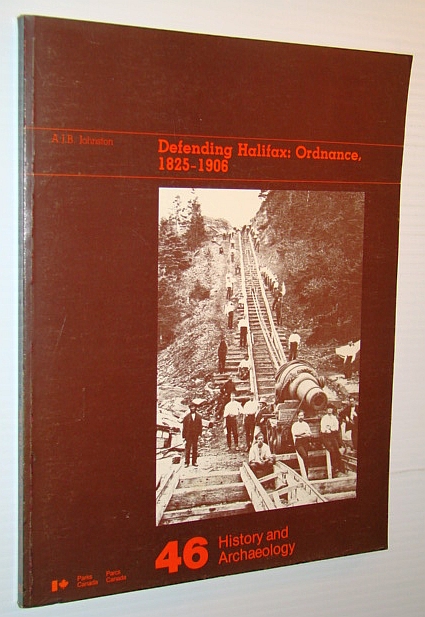 A.J.B. Johnston
Defending Halifax: Ordnance,
1825-1906
46 History and
Archaeology
Parks Parcs
Canada Canada